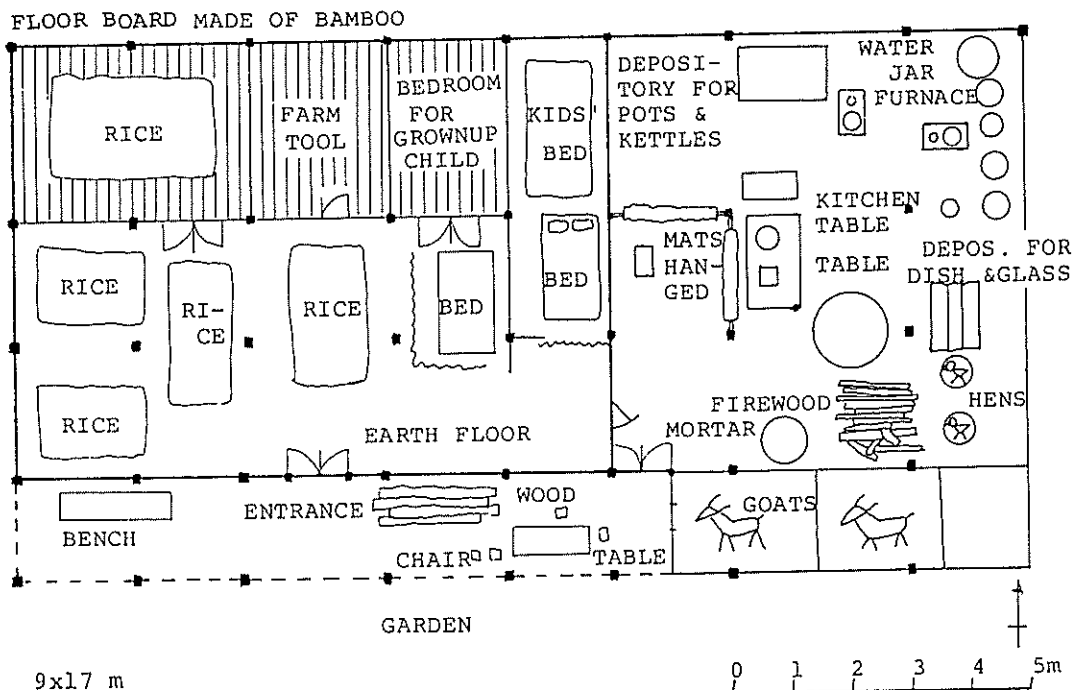 FLOOR BOARD MADE OF BAMBOO
RICE
FARM
TOOL
BEDROOM
FOR
GROWNUP
CHILD
KIDS
BED
DEPOSI-
TORY FOR
POTS &
KETTLES
WATER
JAR
FURNACE
KITCHEN
TABLE
TABLE
DEPOS. FOR
DISH &GLASS
MATS
HAN-
GED
RICE
RI-
CE
RICE
BED
BED
RICE
EARTH FLOOR
FIREWOOD
MORTAR
HENS
ENTRANCE
WOOD
GOATS
BENCH
CHAIR
TABLE
GARDEN
9x17 m
0 1 2 3 4 5m